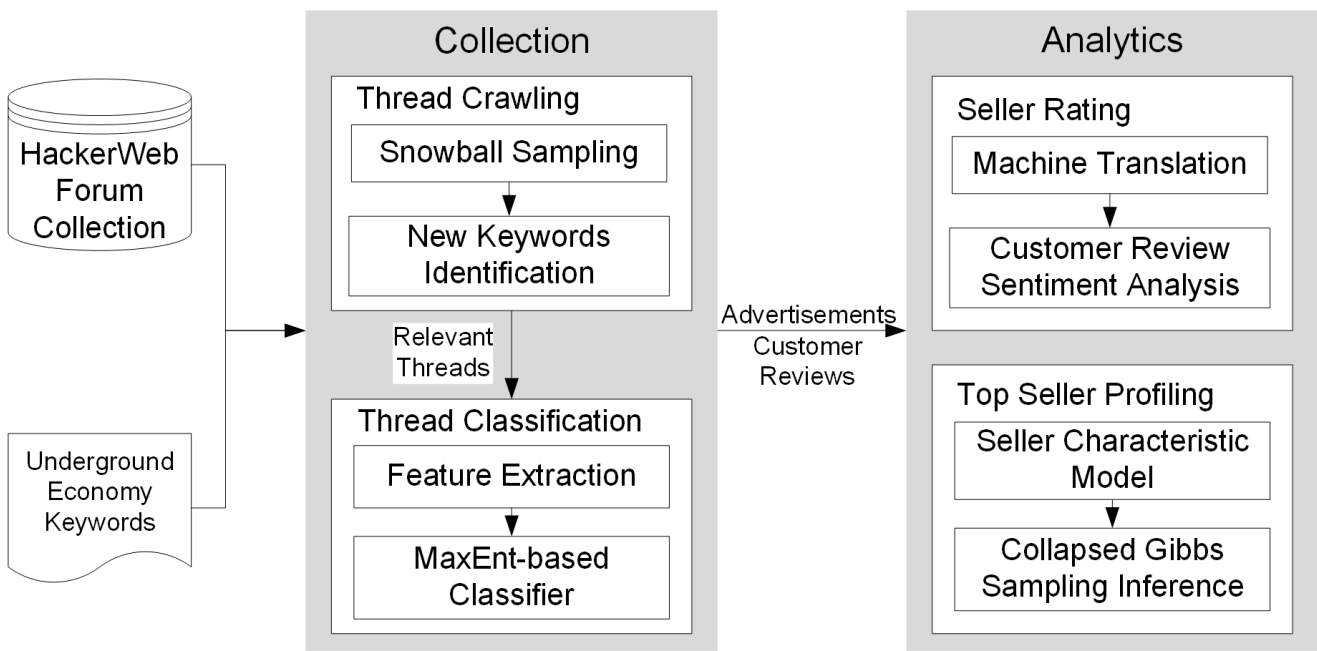 HackerWeb
Forum
Collection
Underground
Economy
Keywords
Collection
Thread Crawling
Snowball Sampling
New Keywords
Identification
Relevant
Threads
Thread Classification
Feature Extraction
MaxEnt-based
Classifier
Advertisements
Customer
Reviews
Analytics
Seller Rating
Machine Translation
Customer Review
Sentiment Analysis
Top Seller Profiling
Seller Characteristic
Model
Collapsed Gibbs
Sampling Inference